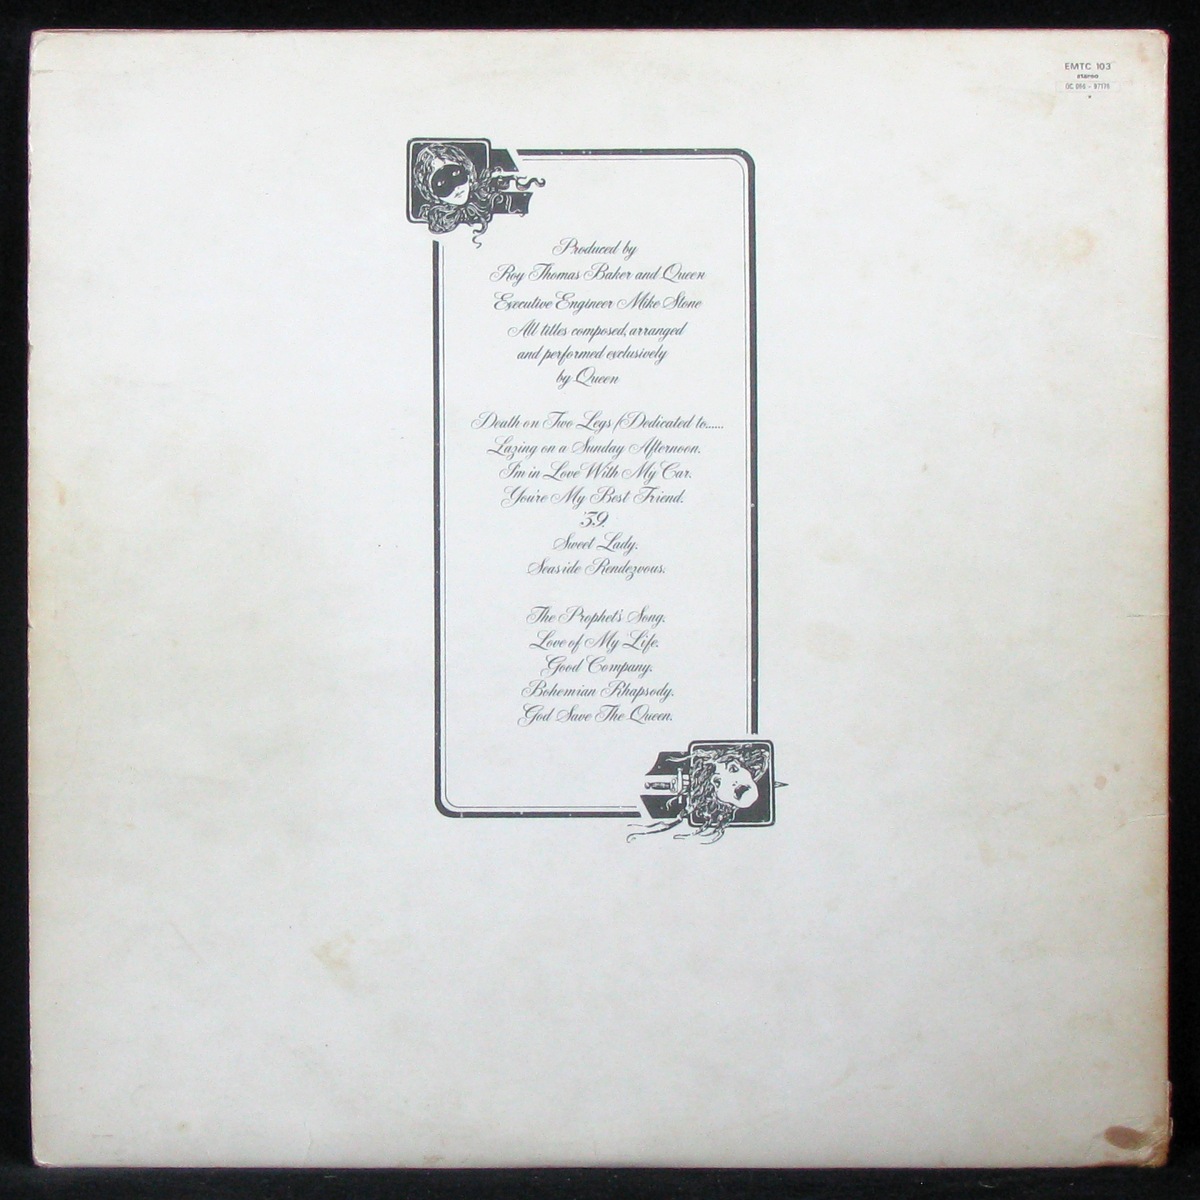 EMTC 103
stereo
OC 066 - 97176
Produced by
Roy Thomas Baker and Queen
Executive Engineer Mike Stone
All titles composed, arranged
and performed exclusively
by Queen
Death on Two Legs (Dedicated to......
Lazing on a Sunday Afternoon.
I'm in Love With My Car.
You're My Best Friend.
'39.
Sweet Lady.
Seaside Rendezvous.
The Prophet's Song.
Love of My Life.
Good Company.
Bohemian Rhapsody.
God Save The Queen.